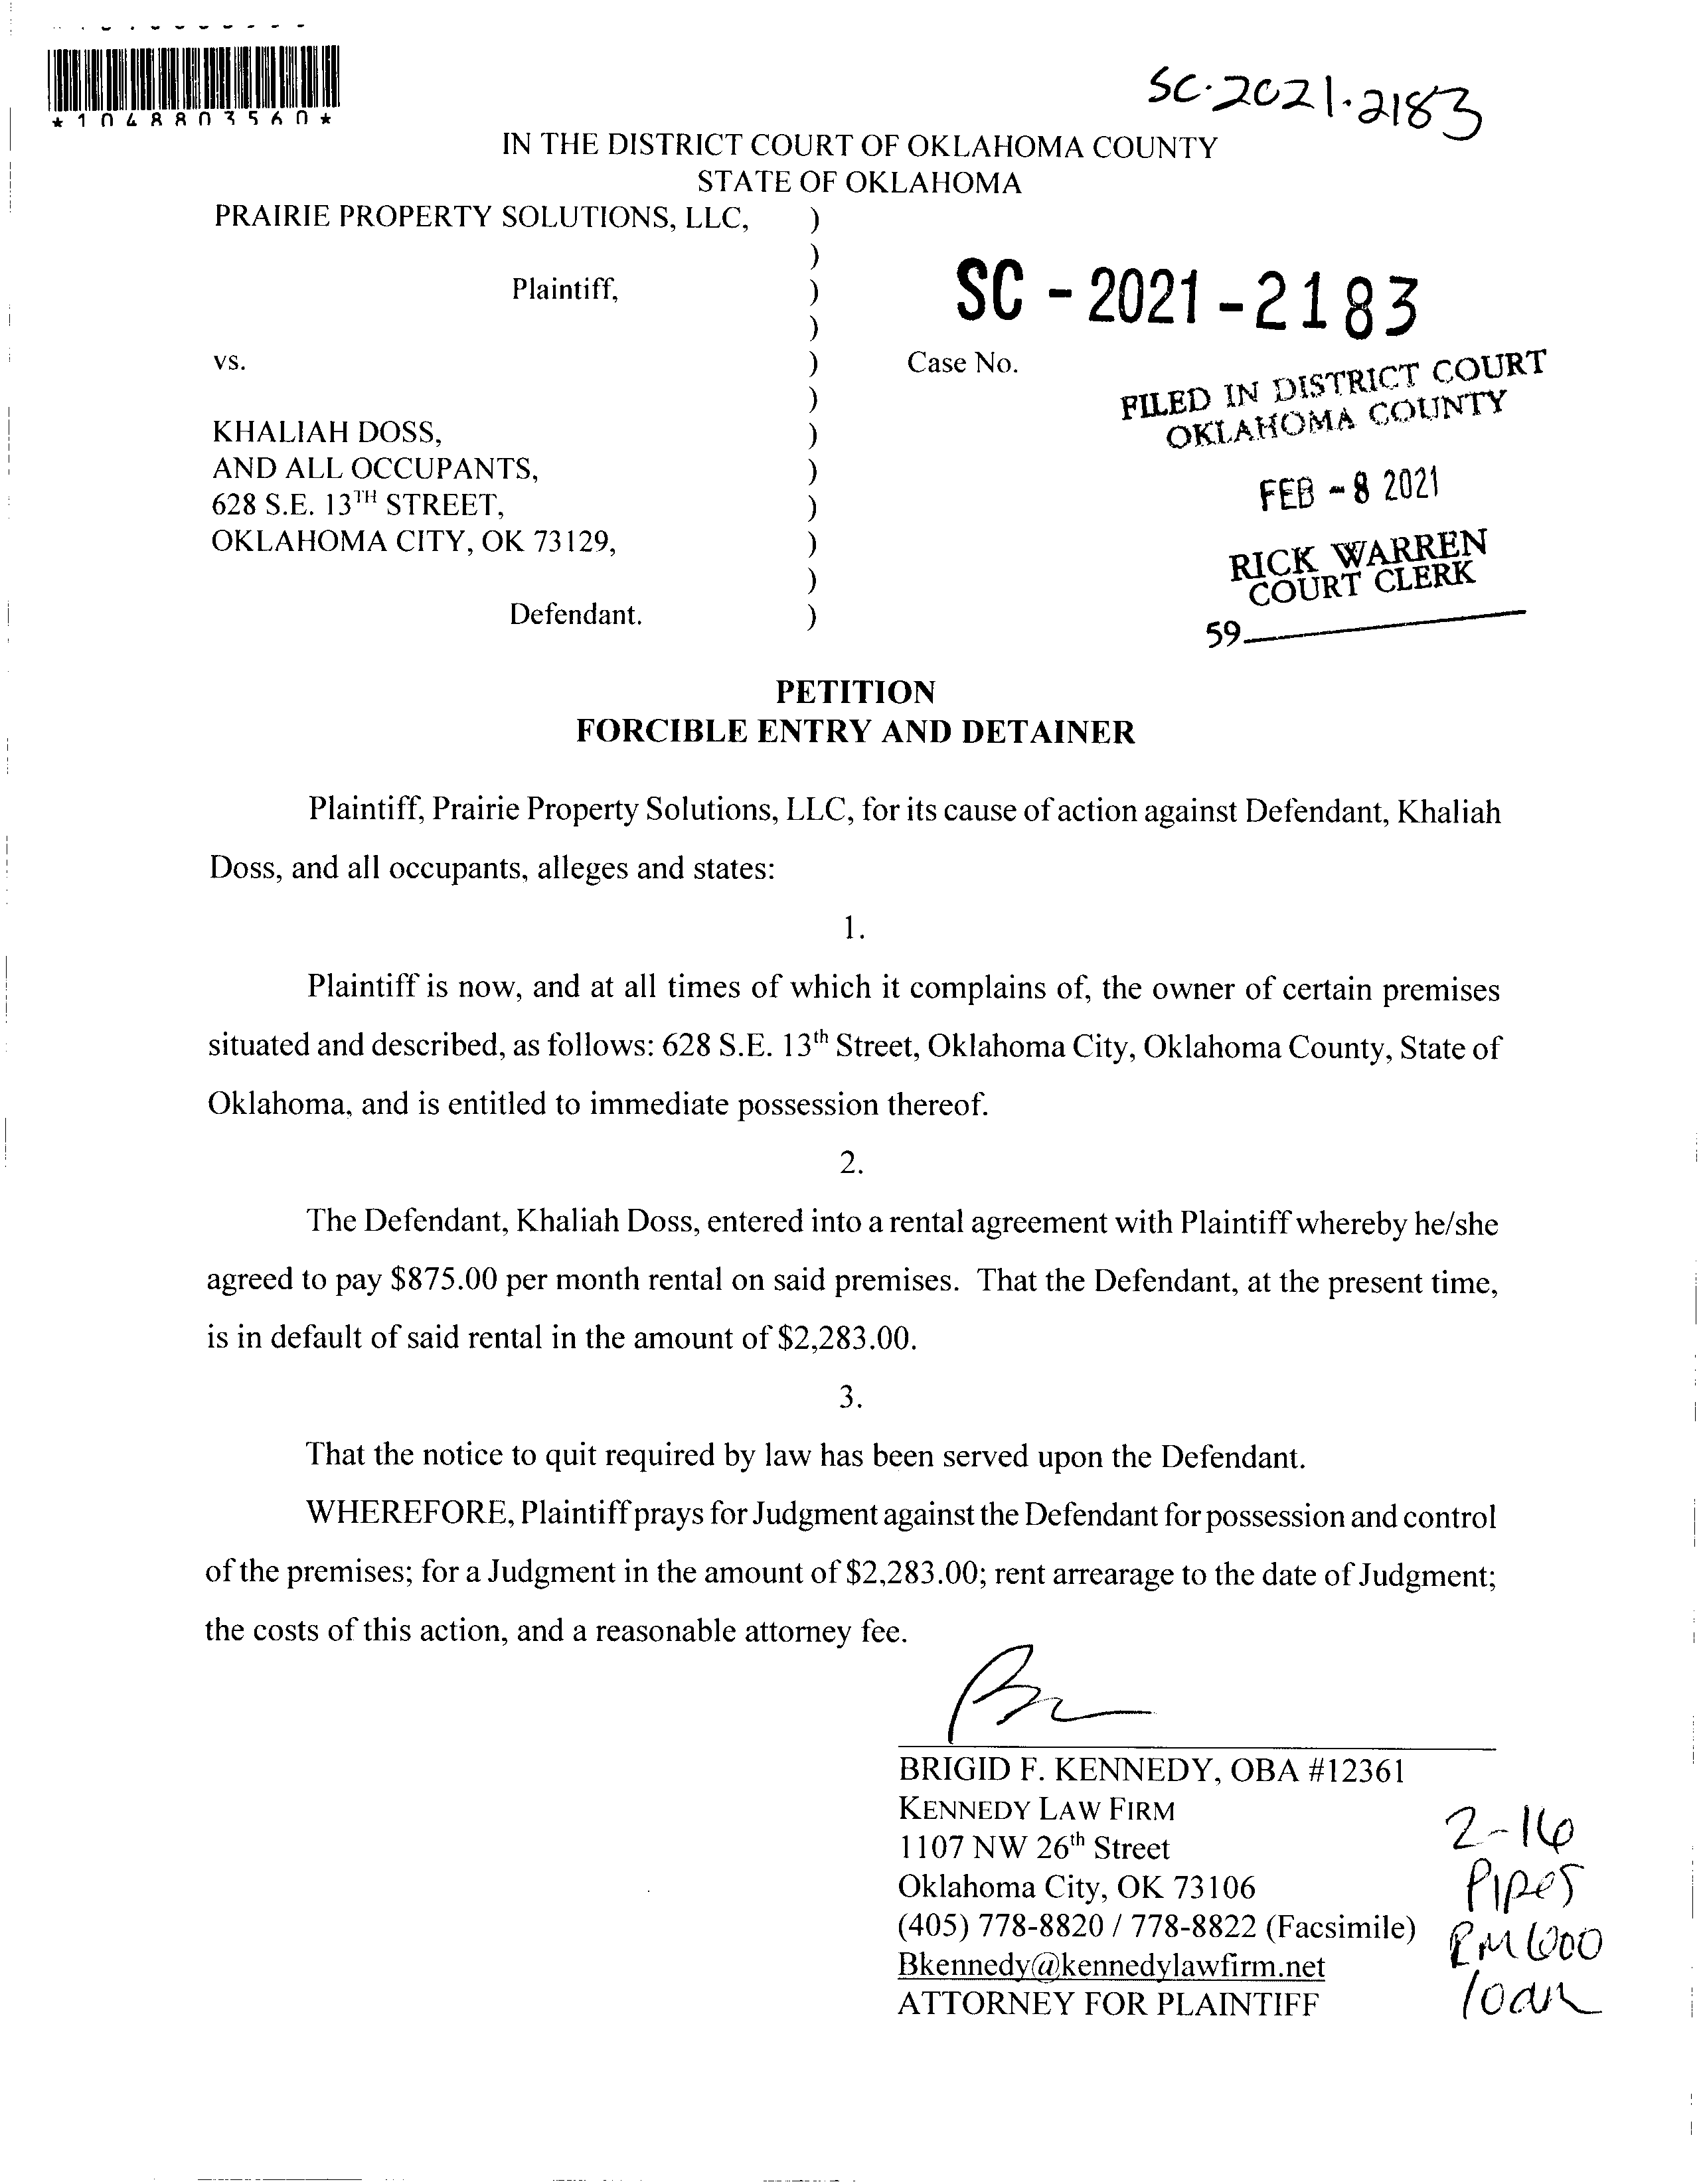 SC·2021·2183
*1048803560*
IN THE DISTRICT COURT OF OKLAHOMA COUNTY
STATE OF OKLAHOMA
PRAIRIE PROPERTY SOLUTIONS, LLC, )
)
Plaintiff, )
SC - 2021 - 2183
)
vs. ) Case No.
FILED IN DISTRICT COURT
OKLAHOMA COUNTY
)
KHALIAH DOSS, )
AND ALL OCCUPANTS, )
FEB - 8 2021
628 S.E. 13TH STREET, )
OKLAHOMA CITY, OK 73129, )
RICK WARREN
COURT CLERK
)
Defendant. )
59
PETITION
FORCIBLE ENTRY AND DETAINER
Plaintiff, Prairie Property Solutions, LLC, for its cause of action against Defendant, Khaliah
Doss, and all occupants, alleges and states:
1.
Plaintiff is now, and at all times of which it complains of, the owner of certain premises
situated and described, as follows: 628 S.E. 13th Street, Oklahoma City, Oklahoma County, State of
Oklahoma, and is entitled to immediate possession thereof.
2.
The Defendant, Khaliah Doss, entered into a rental agreement with Plaintiff whereby he/she
agreed to pay $875.00 per month rental on said premises. That the Defendant, at the present time,
is in default of said rental in the amount of $2,283.00.
3.
That the notice to quit required by law has been served upon the Defendant.
WHEREFORE, Plaintiff prays for Judgment against the Defendant for possession and control
of the premises; for a Judgment in the amount of $2,283.00; rent arrearage to the date of Judgment;
the costs of this action, and a reasonable attorney fee.
BRIGID F. KENNEDY, OBA #12361
KENNEDY LAW FIRM
1107 NW 26th Street
Oklahoma City, OK 73106
(405) 778-8820 / 778-8822 (Facsimile)
Bkennedy@kennedylawfirm.net
ATTORNEY FOR PLAINTIFF
2-16
Pipes
RM 600
10am